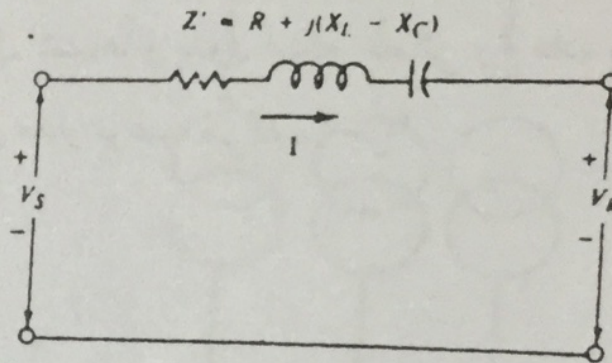 Z' = R + j(X_L - X_C)
I
+ +
V_S
- -